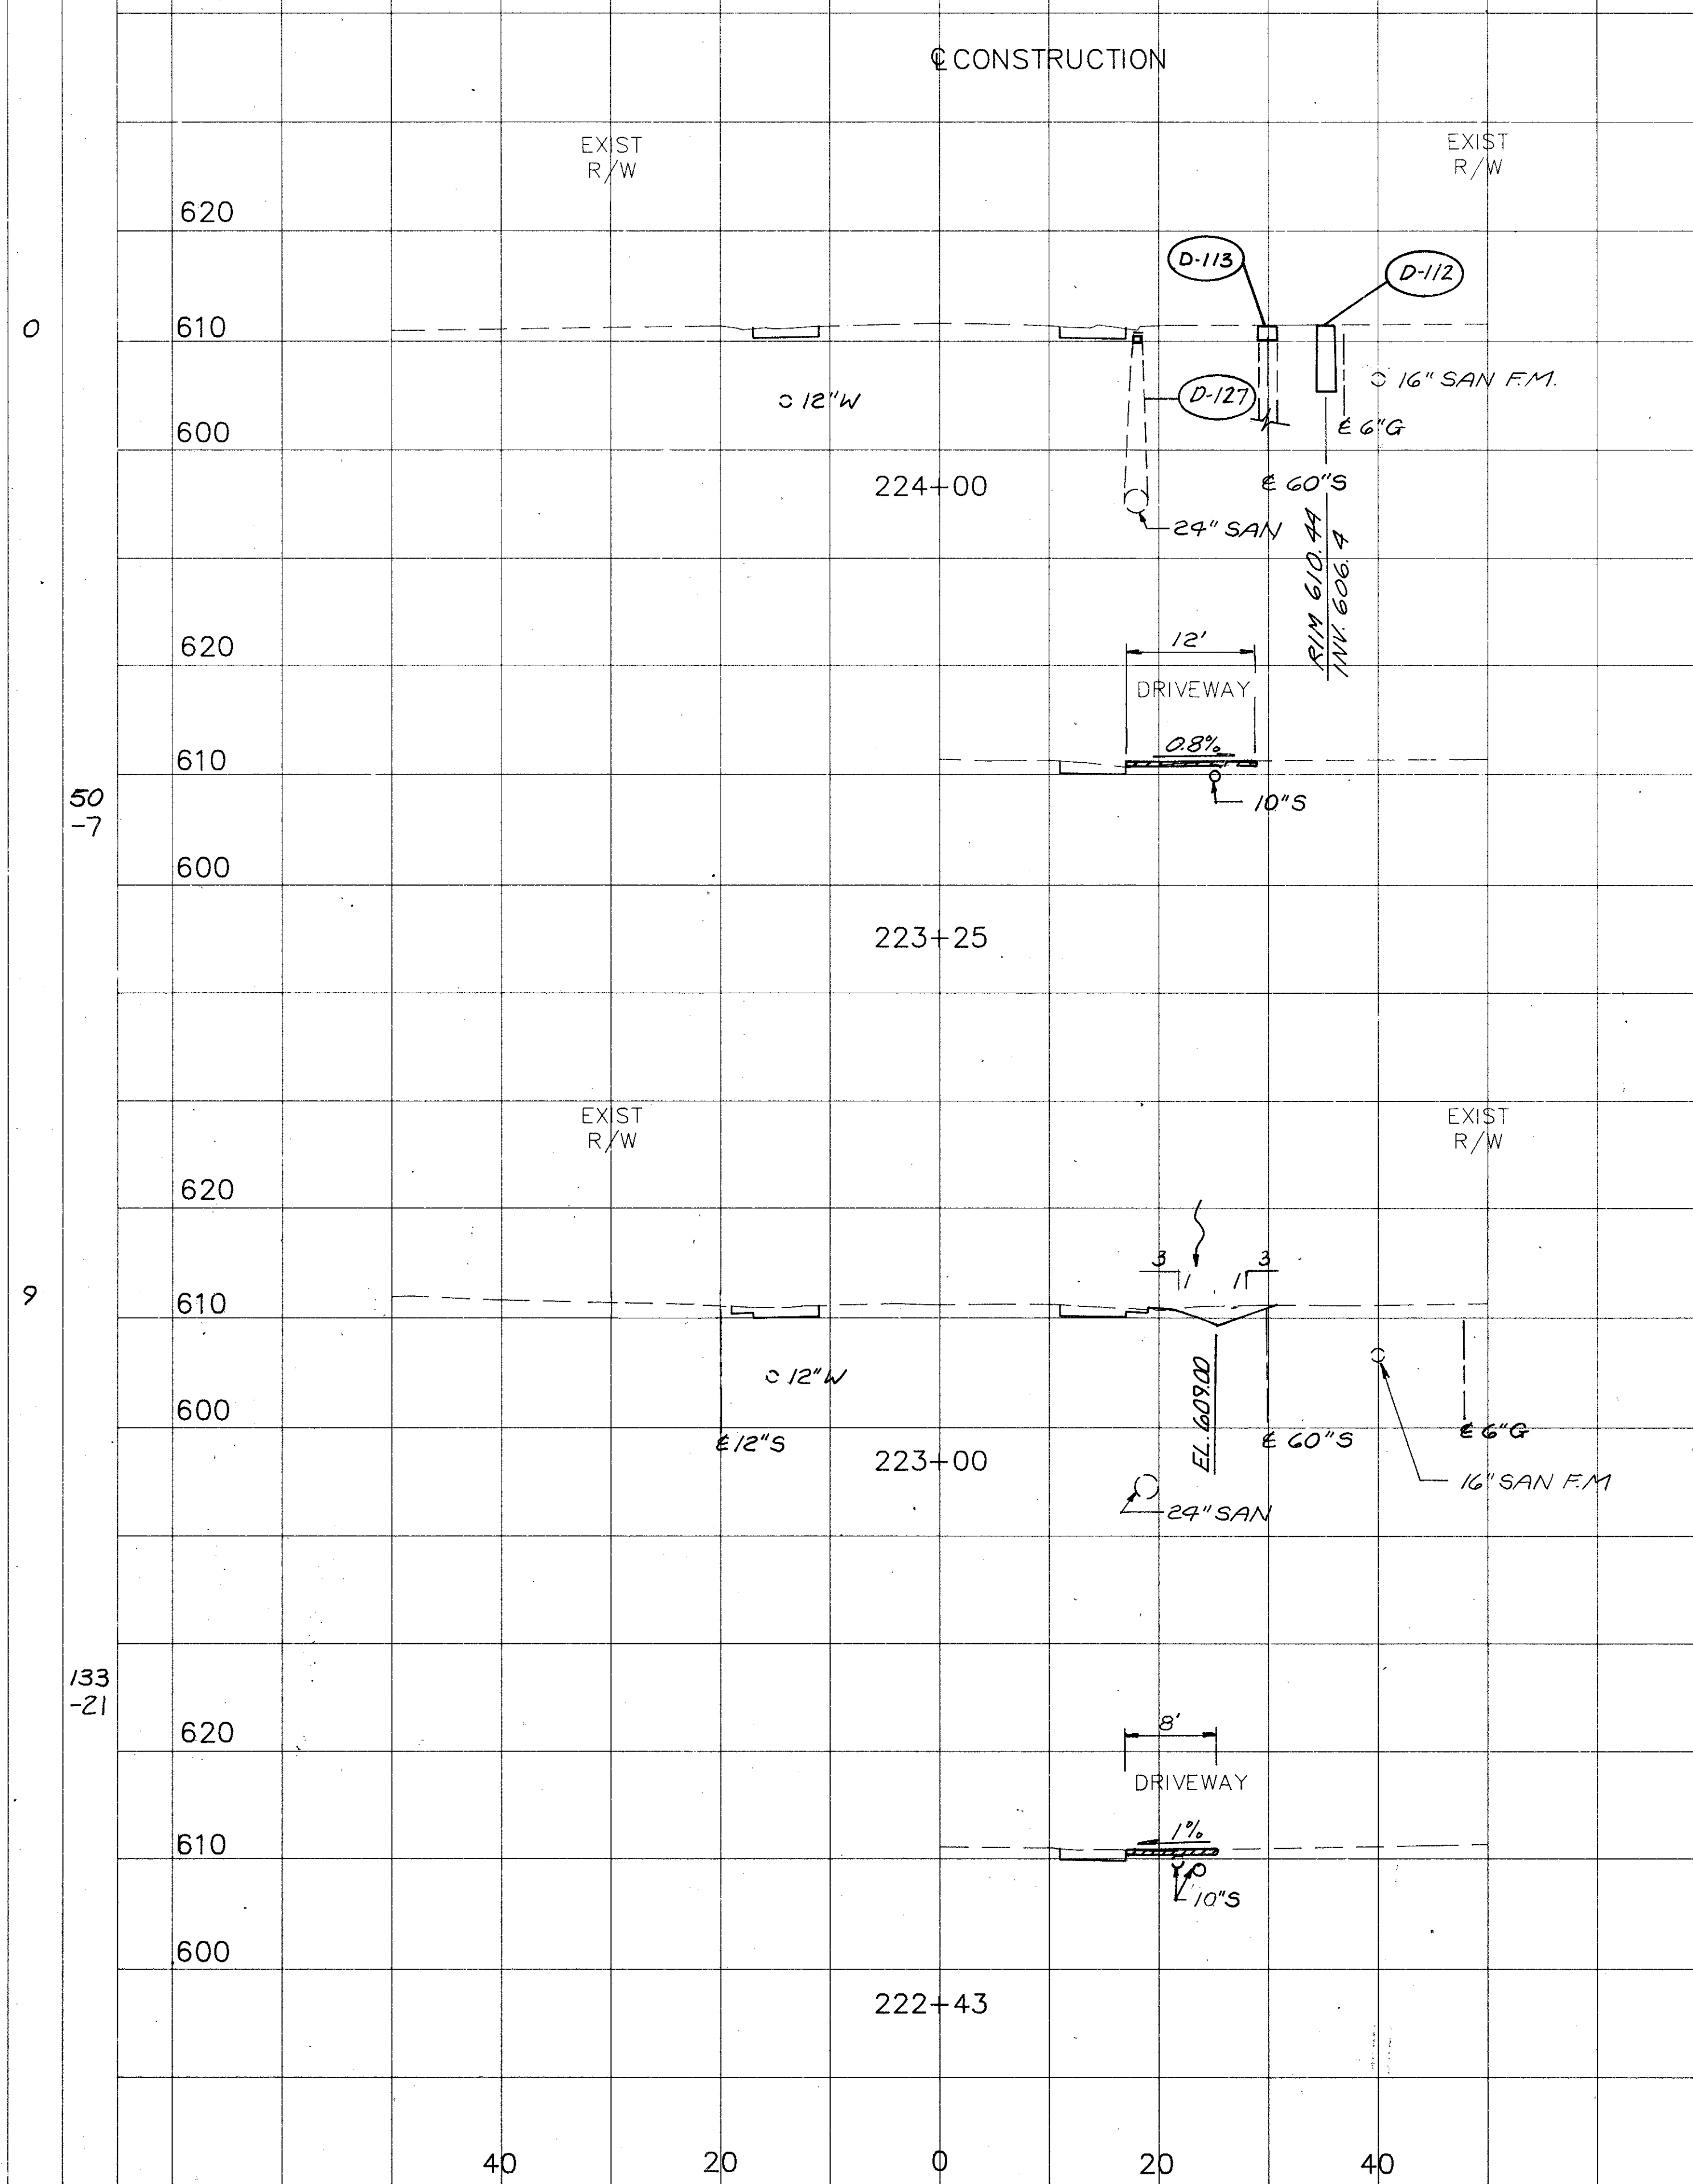 ℄ CONSTRUCTION
EXIST
R/W
EXIST
R/W
620
D-113
D-112
0
610
16" SAN F.M.
12"W
D-127
600
℄ 6"G
224+00
℄ 60"S
24" SAN
RIM 610.44
INV. 606.4
620
12'
DRIVEWAY
0.8%
610
50
-7
10"S
600
223+25
EXIST
R/W
EXIST
R/W
620
3
1
1
3
9
610
12"W
EL. 609.00
600
℄ 12"S
℄ 60"S
℄ 6"G
223+00
16" SAN F.M
24" SAN
133
-21
620
8'
DRIVEWAY
1%
610
10"S
600
222+43
40
20
0
20
40